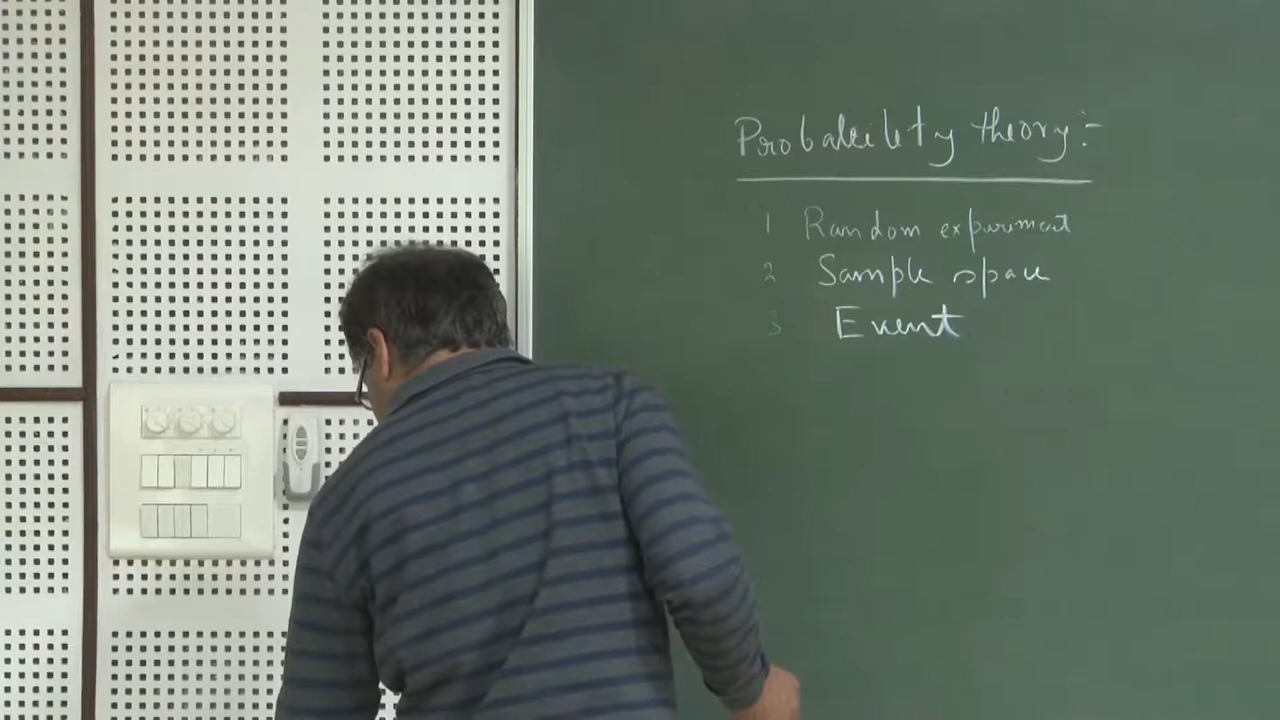 Probability theory:-
1 Random experiment
2 Sample space
3 Event